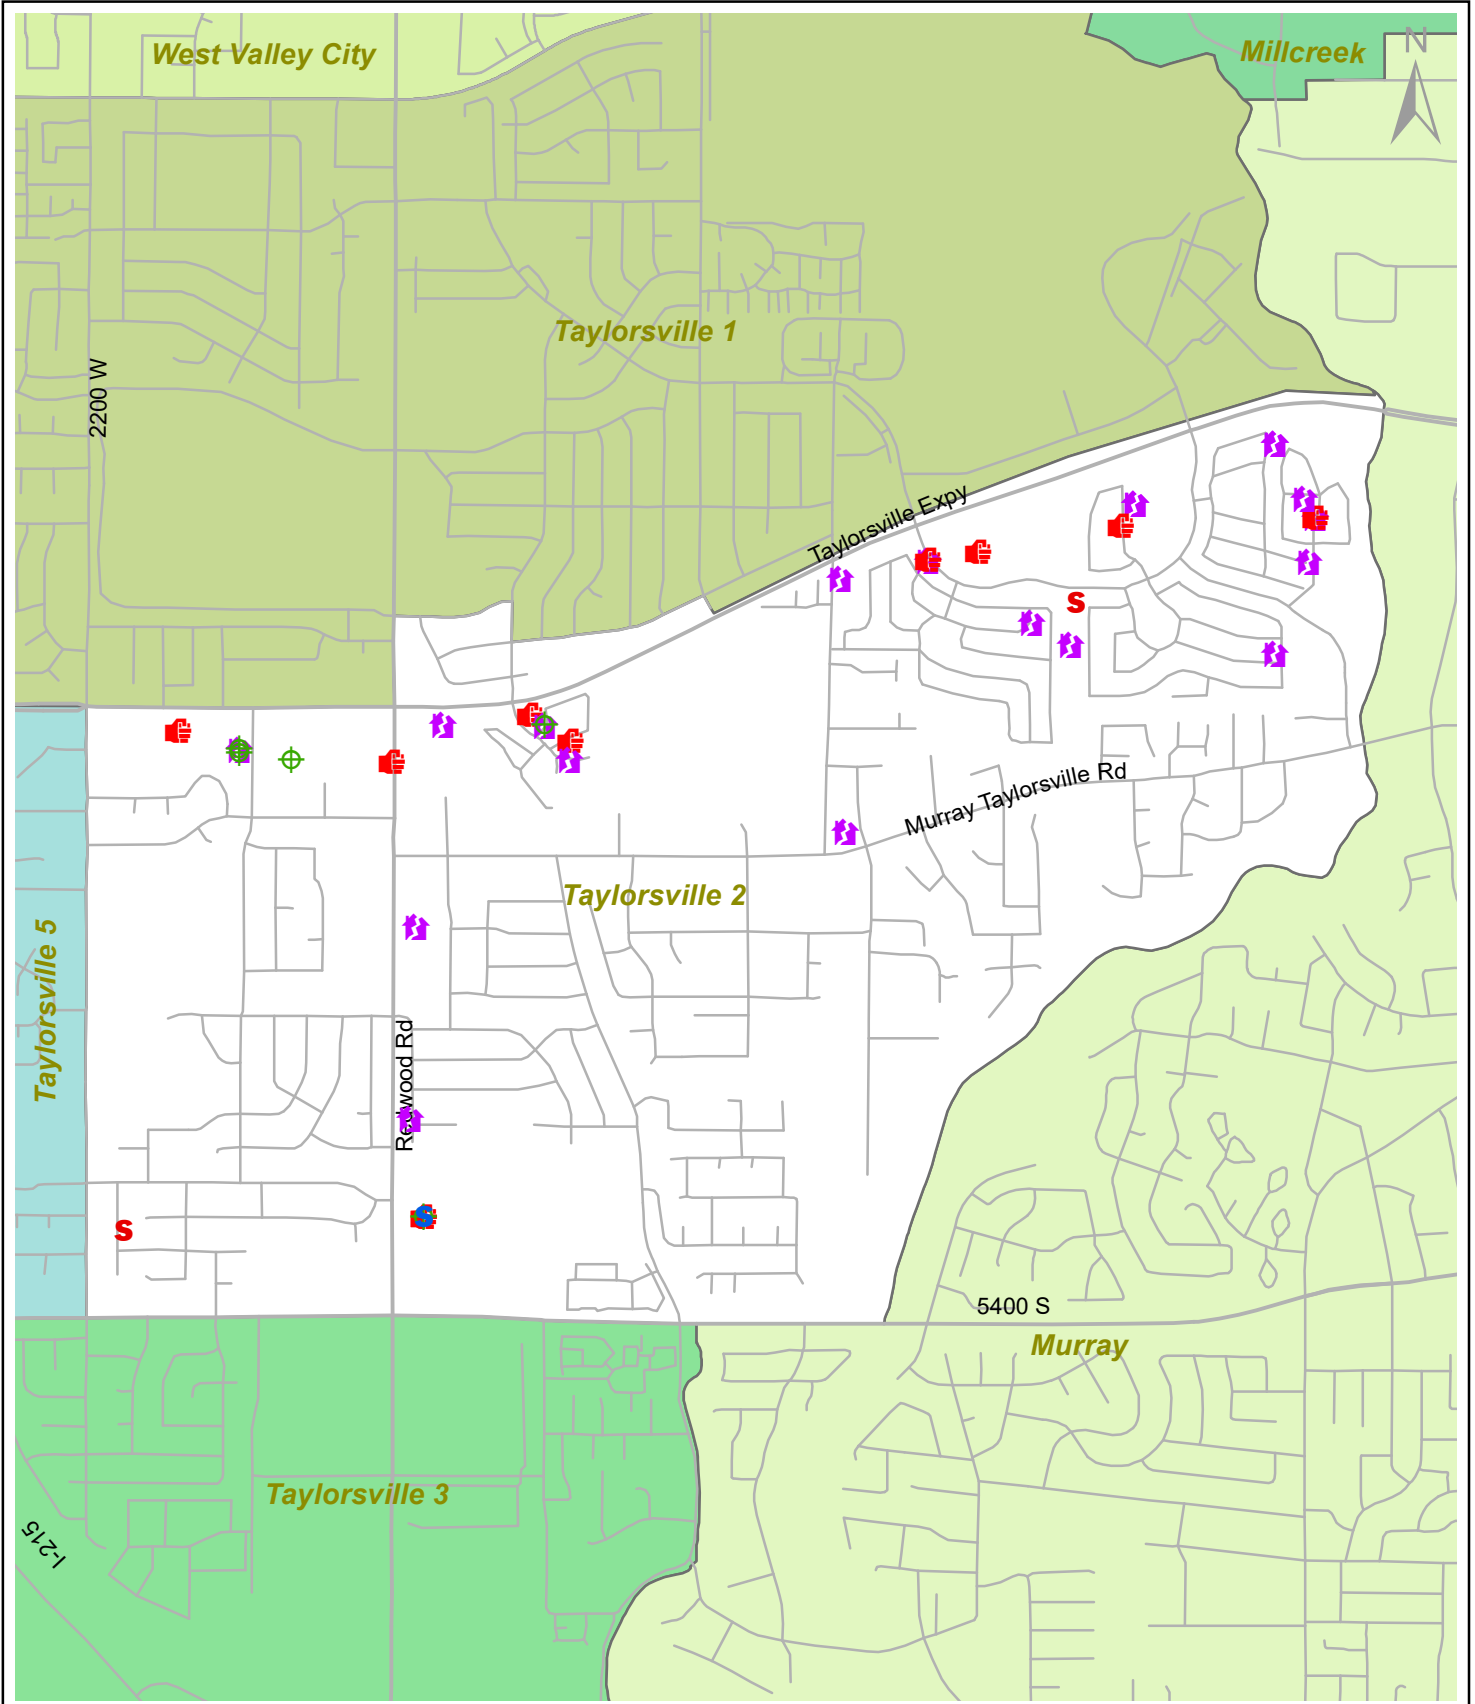 West Valley City
Millcreek
N
Taylorsville 1
2200 W
Taylorsville Expy
S
Murray Taylorsville Rd
Taylorsville 2
Taylorsville 5
Redwood Rd
S
S
5400 S
Murray
Taylorsville 3
I-215